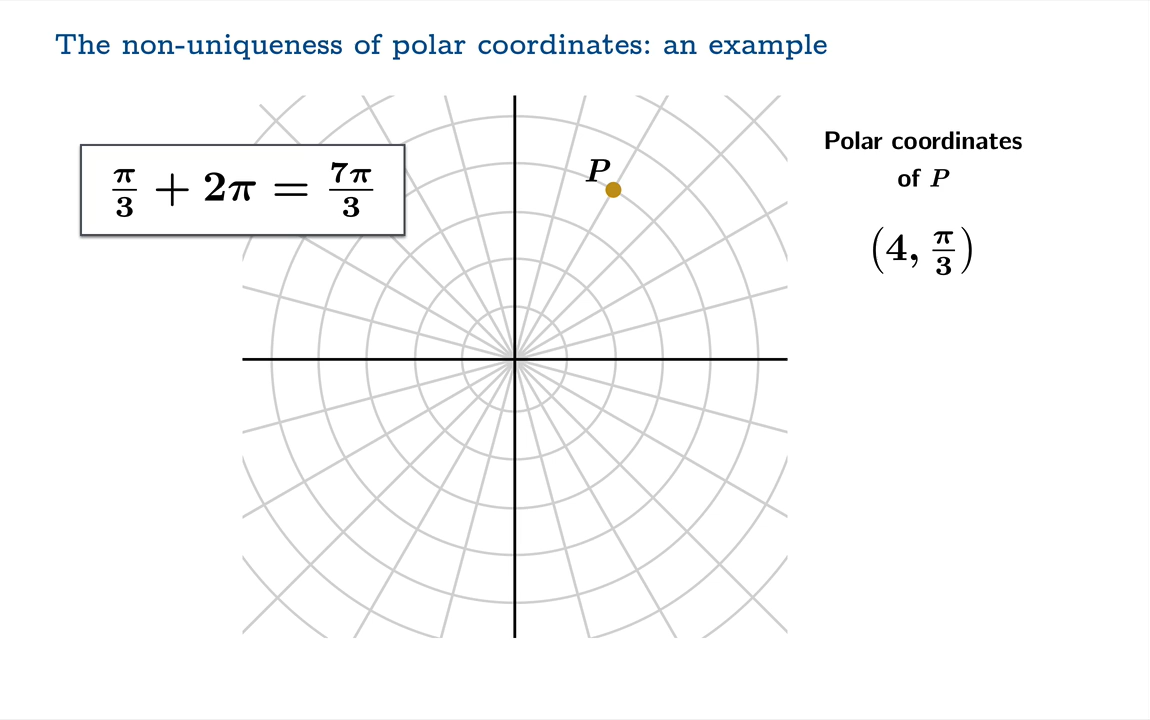 The non-uniqueness of polar coordinates: an example
π/3 + 2π = 7π/3
P
Polar coordinates
of P
(4, π/3)